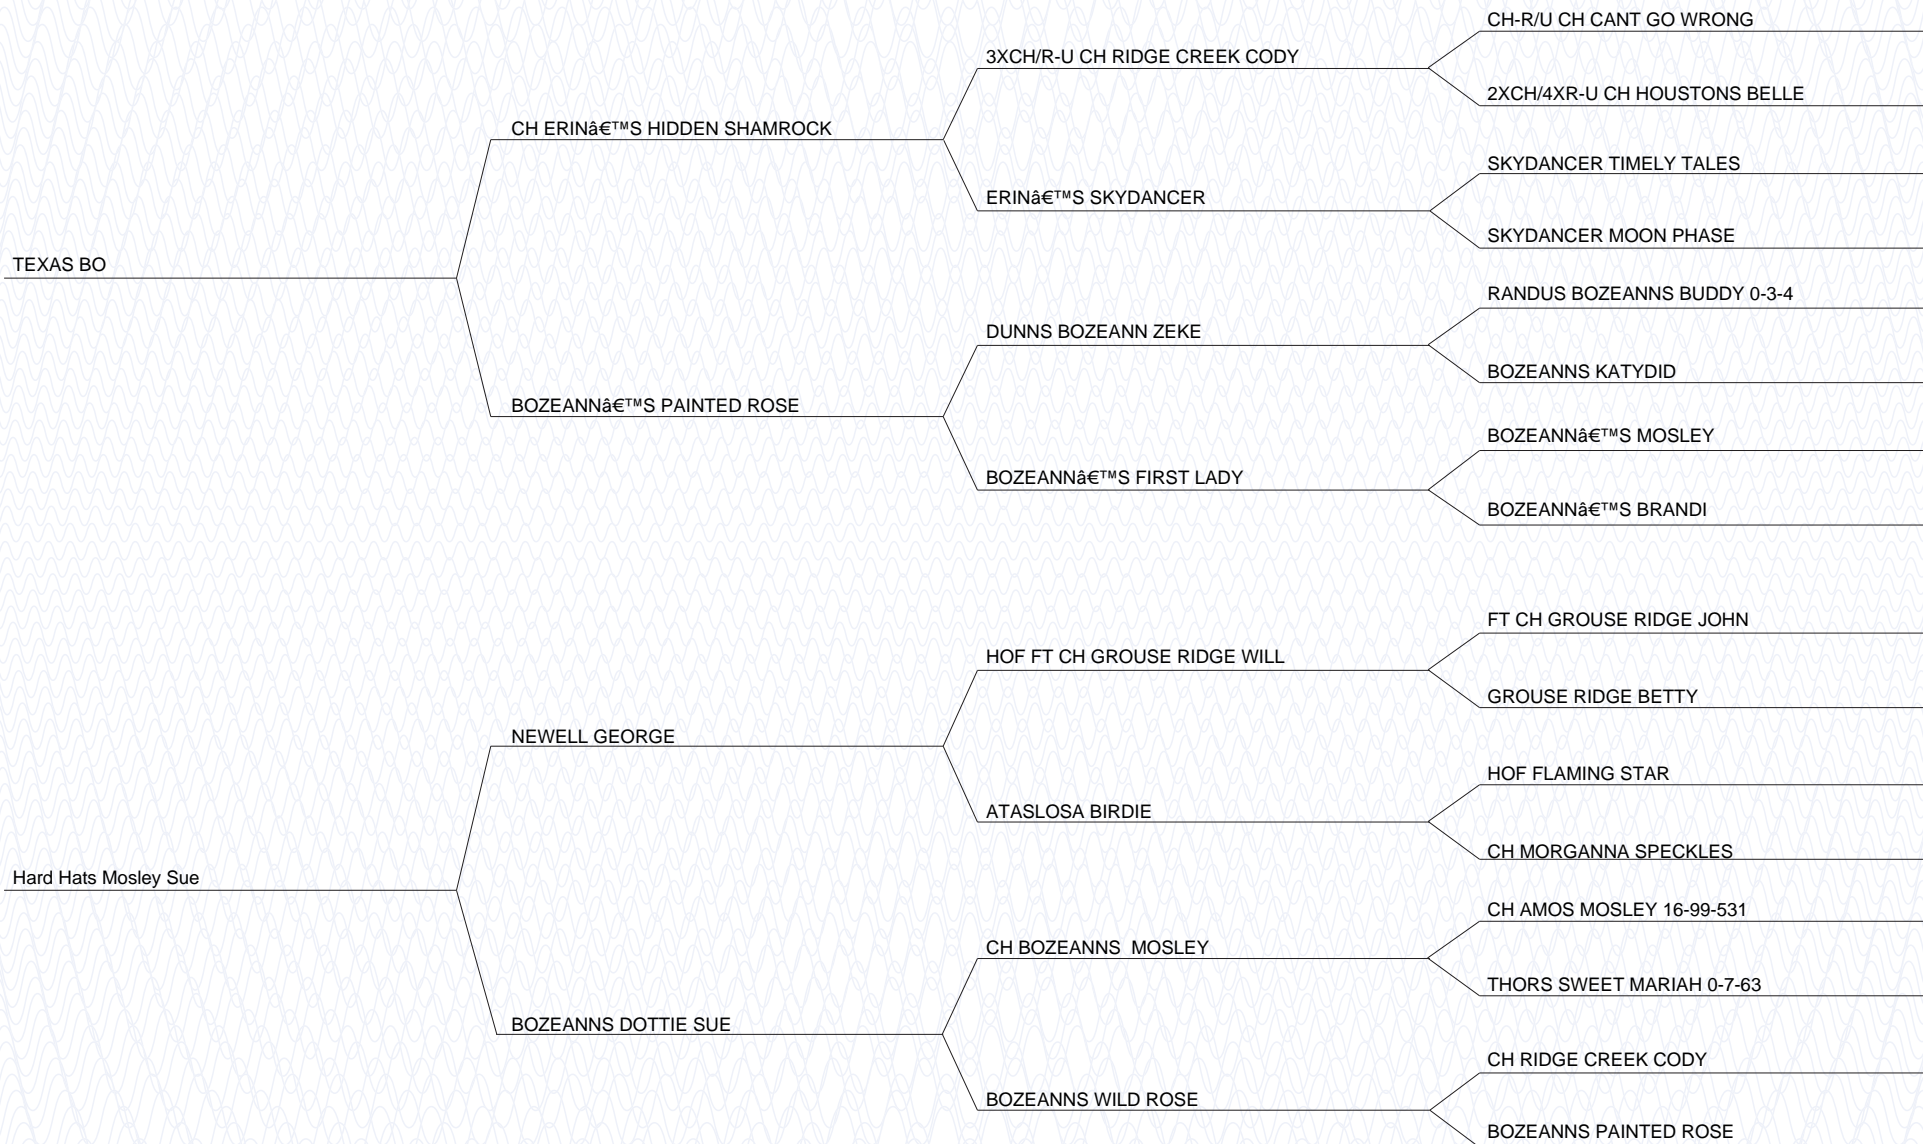 CH-R/U CH CANT GO WRONG
3XCH/R-U CH RIDGE CREEK CODY
2XCH/4XR-U CH HOUSTONS BELLE
CH ERINâ€™S HIDDEN SHAMROCK
SKYDANCER TIMELY TALES
ERINâ€™S SKYDANCER
SKYDANCER MOON PHASE
TEXAS BO
RANDUS BOZEANNS BUDDY 0-3-4
DUNNS BOZEANN ZEKE
BOZEANNS KATYDID
BOZEANNâ€™S PAINTED ROSE
BOZEANNâ€™S MOSLEY
BOZEANNâ€™S FIRST LADY
BOZEANNâ€™S BRANDI
FT CH GROUSE RIDGE JOHN
HOF FT CH GROUSE RIDGE WILL
GROUSE RIDGE BETTY
NEWELL GEORGE
HOF FLAMING STAR
ATASLOSA BIRDIE
CH MORGANNA SPECKLES
Hard Hats Mosley Sue
CH AMOS MOSLEY 16-99-531
CH BOZEANNS  MOSLEY
THORS SWEET MARIAH 0-7-63
BOZEANNS DOTTIE SUE
CH RIDGE CREEK CODY
BOZEANNS WILD ROSE
BOZEANNS PAINTED ROSE